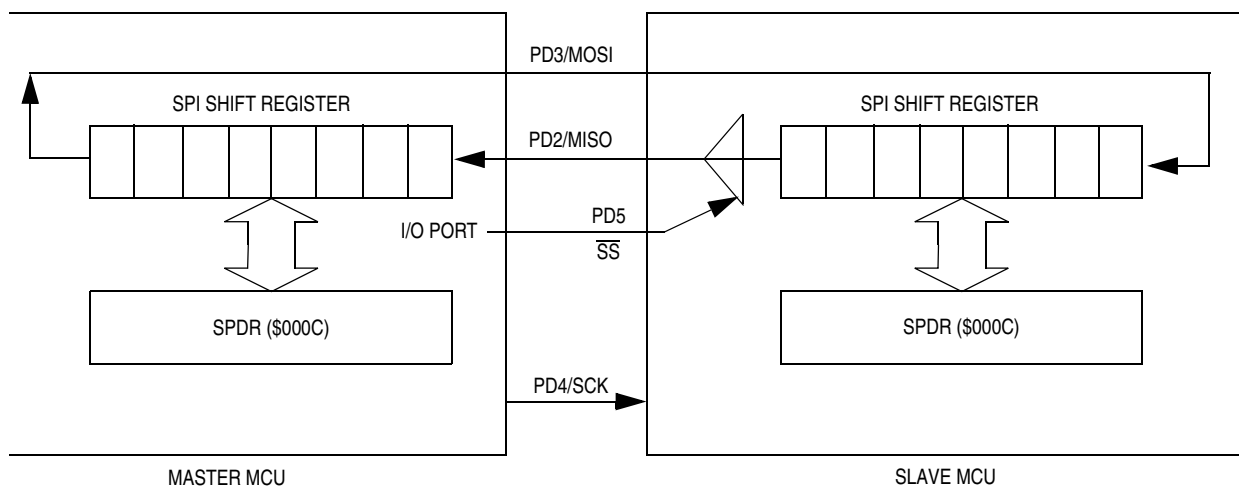 PD3/MOSI
SPI SHIFT REGISTER
SPI SHIFT REGISTER
PD2/MISO
I/O PORT
PD5
SS
SPDR ($000C)
SPDR ($000C)
PD4/SCK
MASTER MCU
SLAVE MCU